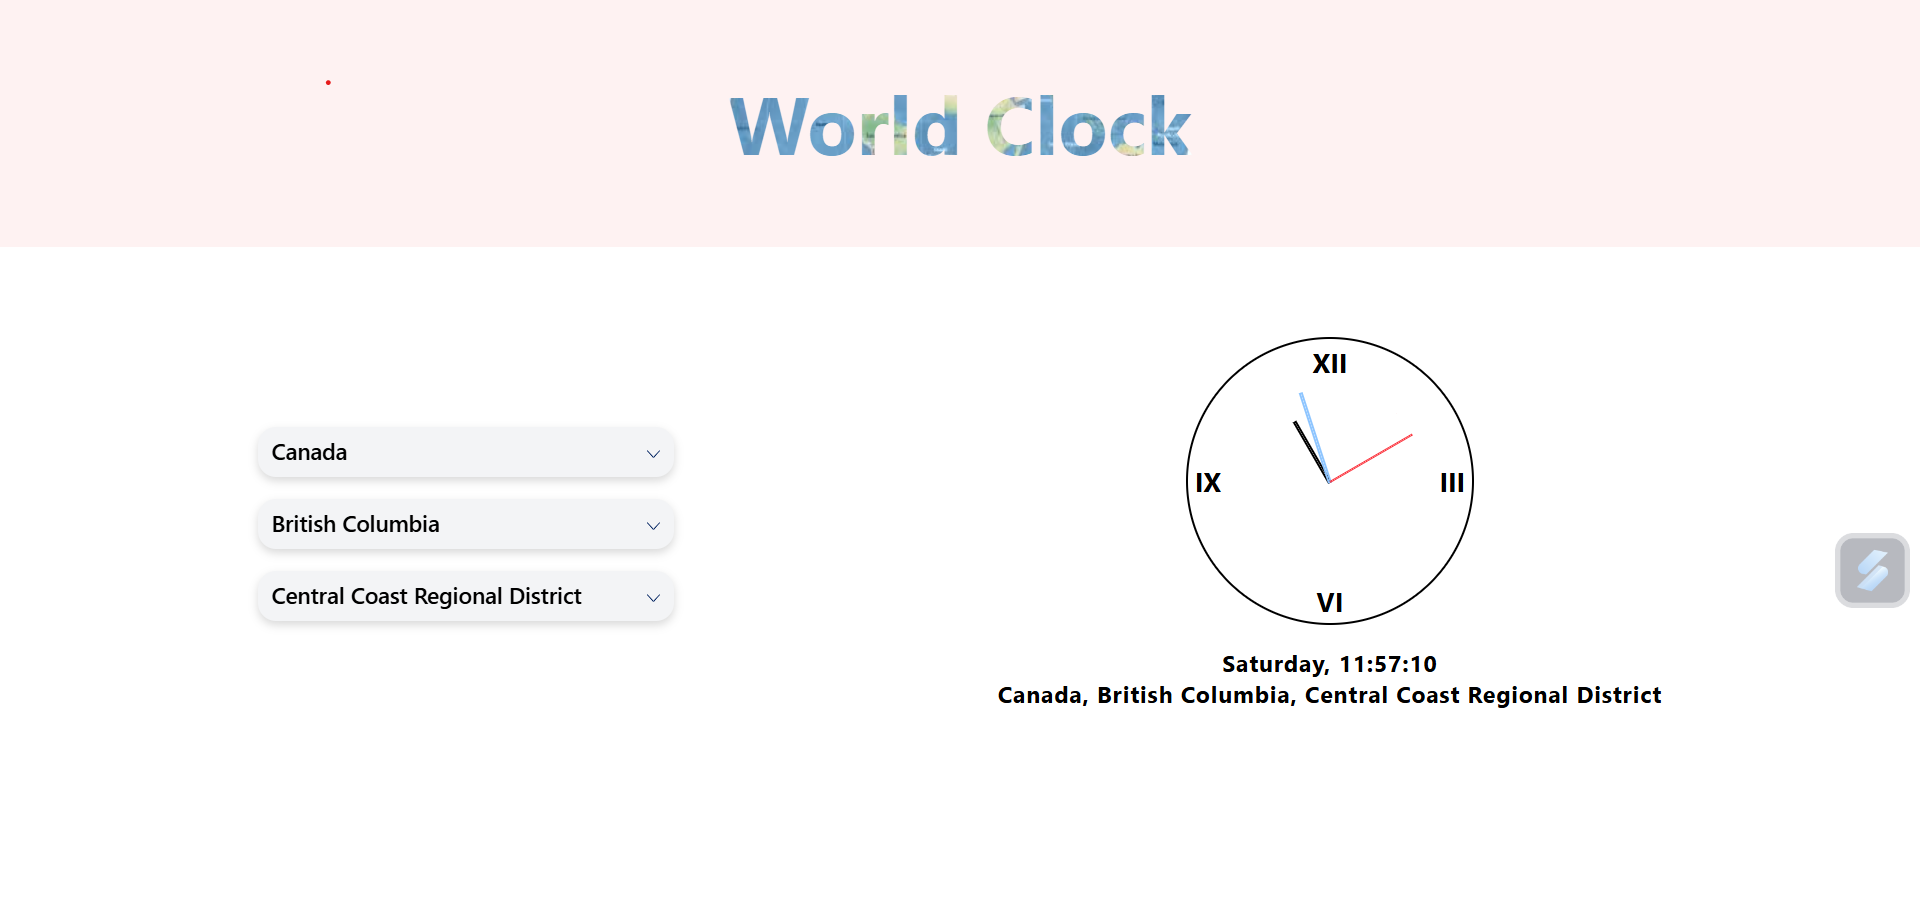 World Clock
Canada
British Columbia
Central Coast Regional District
XII
IX
III
VI
Saturday, 11:57:10
Canada, British Columbia, Central Coast Regional District